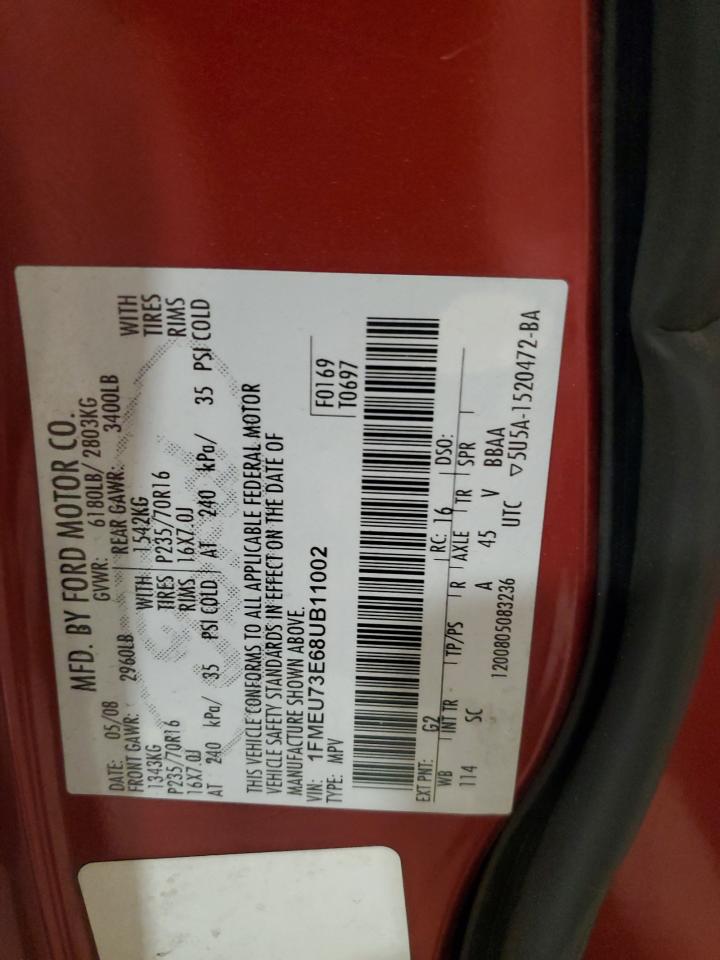 MFD. BY FORD MOTOR CO.
DATE: 05/08 GVWR: 6180LB/ 2803KG
FRONT GAWR: 2960LB REAR GAWR: 3400LB
1343KG WITH 1542KG WITH
P235/70R16 TIRES P235/70R16 TIRES
16X7.0J RIMS 16X7.0J RIMS
AT 240 kPa/ 35 PSI COLD AT 240 kPa/ 35 PSI COLD
THIS VEHICLE CONFORMS TO ALL APPLICABLE FEDERAL MOTOR
VEHICLE SAFETY STANDARDS IN EFFECT ON THE DATE OF
MANUFACTURE SHOWN ABOVE.
VIN: 1FMEU73E68UB11002 F0169
TYPE: MPV T0697
EXT PNT: G2 RC: 16 DSO:
WB INT TR TP/PS R AXLE TR SPR
114 SC A 45 V BBAA
1200805083236 UTC ▽5U5A-1520472-BA